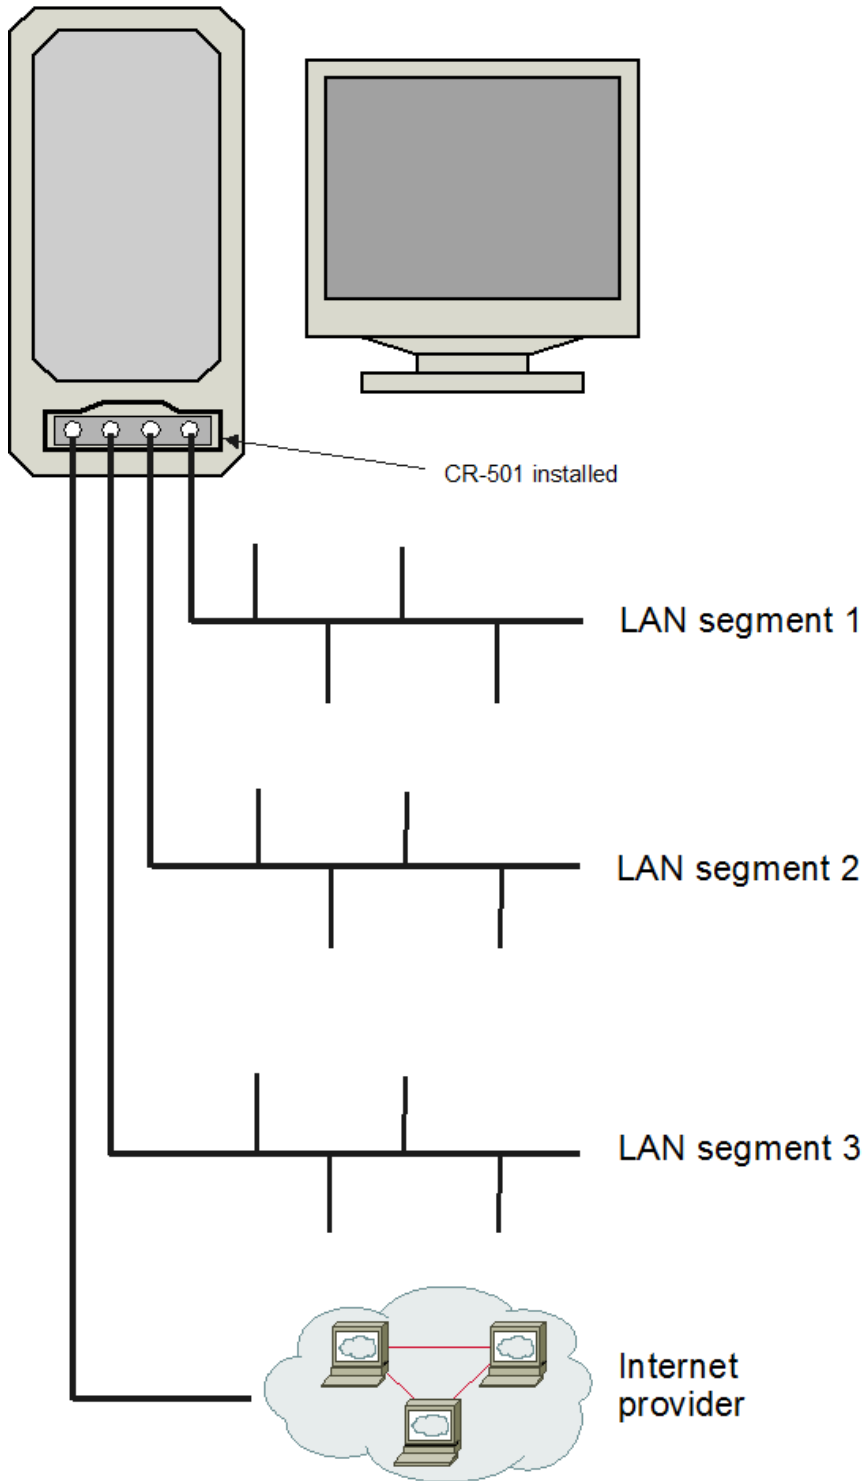 CR-501 installed
LAN segment 1
LAN segment 2
LAN segment 3
Internet
provider